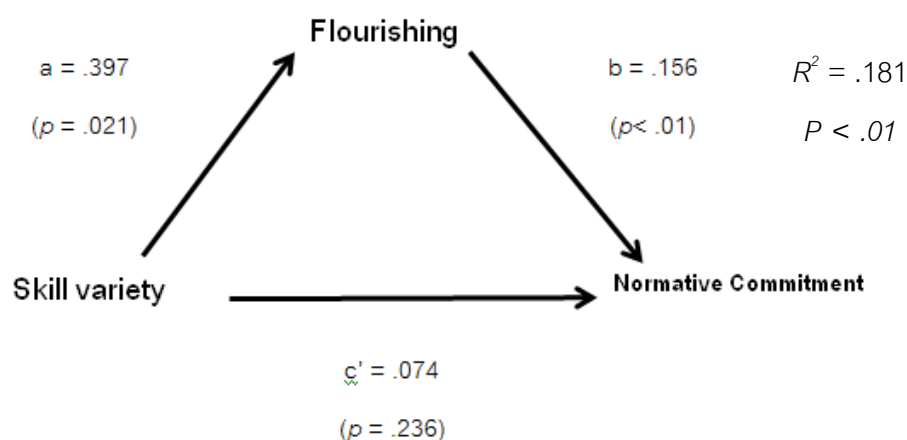 Flourishing
a = .397
(p = .021)
b = .156
(p< .01)
R² = .181
P < .01
Skill variety
Normative Commitment
c' = .074
(p = .236)